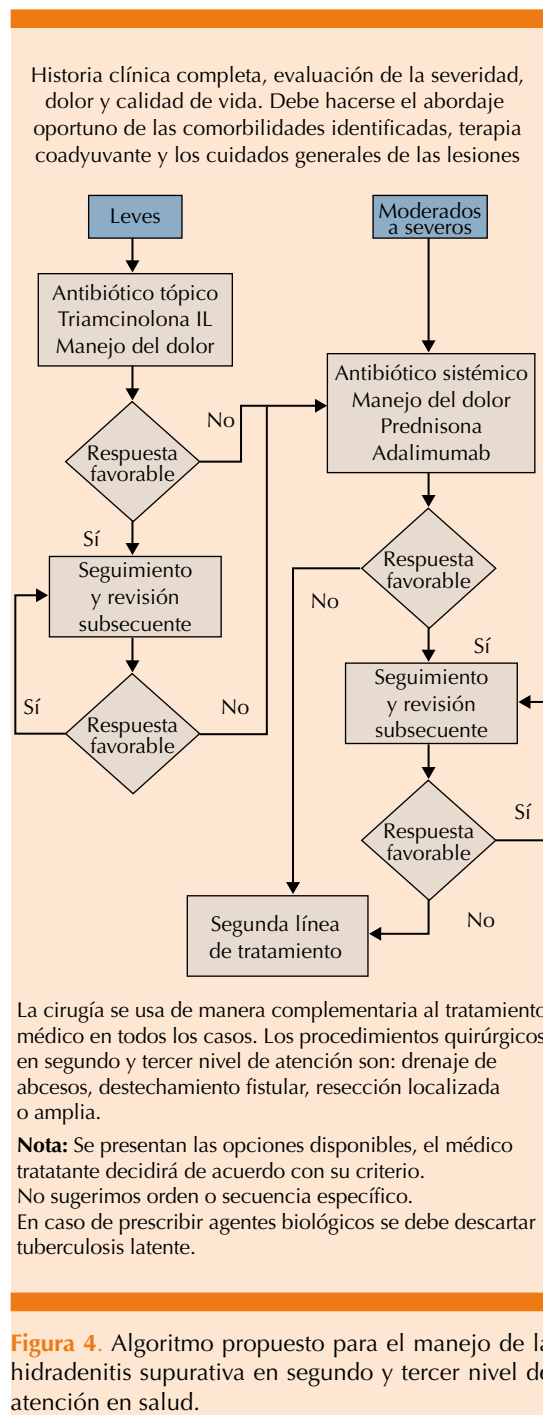 Historia clínica completa, evaluación de la severidad,
dolor y calidad de vida. Debe hacerse el abordaje
oportuno de las comorbilidades identificadas, terapia
coadyuvante y los cuidados generales de las lesiones
Leves
Antibiótico tópico
Triamcinolona IL
Manejo del dolor
Respuesta
favorable
No
Sí
Seguimiento
y revisión
subsecuente
Respuesta
favorable
Sí
No
Moderados
a severos
Antibiótico sistémico
Manejo del dolor
Prednisona
Adalimumab
Respuesta
favorable
No
Sí
Seguimiento
y revisión
subsecuente
Respuesta
favorable
Sí
No
Segunda línea
de tratamiento
La cirugía se usa de manera complementaria al tratamiento
médico en todos los casos. Los procedimientos quirúrgicos
en segundo y tercer nivel de atención son: drenaje de
abcesos, destechamiento fistular, resección localizada
o amplia.
Nota: Se presentan las opciones disponibles, el médico
tratatante decidirá de acuerdo con su criterio.
No sugerimos orden o secuencia específico.
En caso de prescribir agentes biológicos se debe descartar
tuberculosis latente.
Figura 4. Algoritmo propuesto para el manejo de la
hidradenitis supurativa en segundo y tercer nivel de
atención en salud.